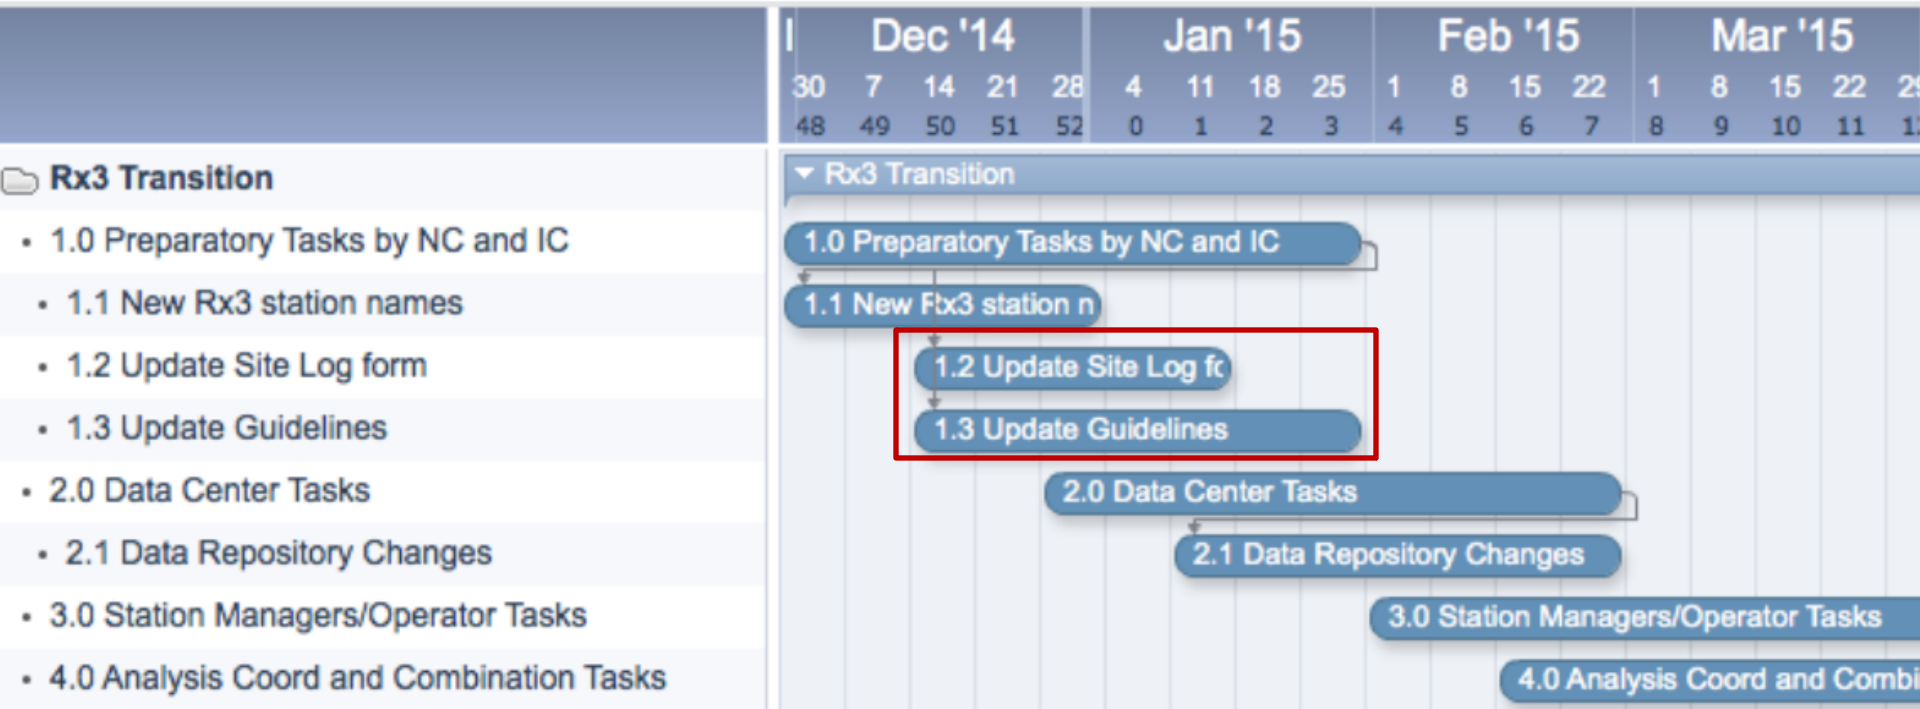 Dec '14 Jan '15 Feb '15 Mar '15
30 7 14 21 28 4 11 18 25 1 8 15 22 1 8 15 22 29
48 49 50 51 52 0 1 2 3 4 5 6 7 8 9 10 11
Rx3 Transition Rx3 Transition
1.0 Preparatory Tasks by NC and IC 1.0 Preparatory Tasks by NC and IC
1.1 New Rx3 station names 1.1 New Rx3 station n
1.2 Update Site Log form 1.2 Update Site Log fo
1.3 Update Guidelines 1.3 Update Guidelines
2.0 Data Center Tasks 2.0 Data Center Tasks
2.1 Data Repository Changes 2.1 Data Repository Changes
3.0 Station Managers/Operator Tasks 3.0 Station Managers/Operator Tasks
4.0 Analysis Coord and Combination Tasks 4.0 Analysis Coord and Combi